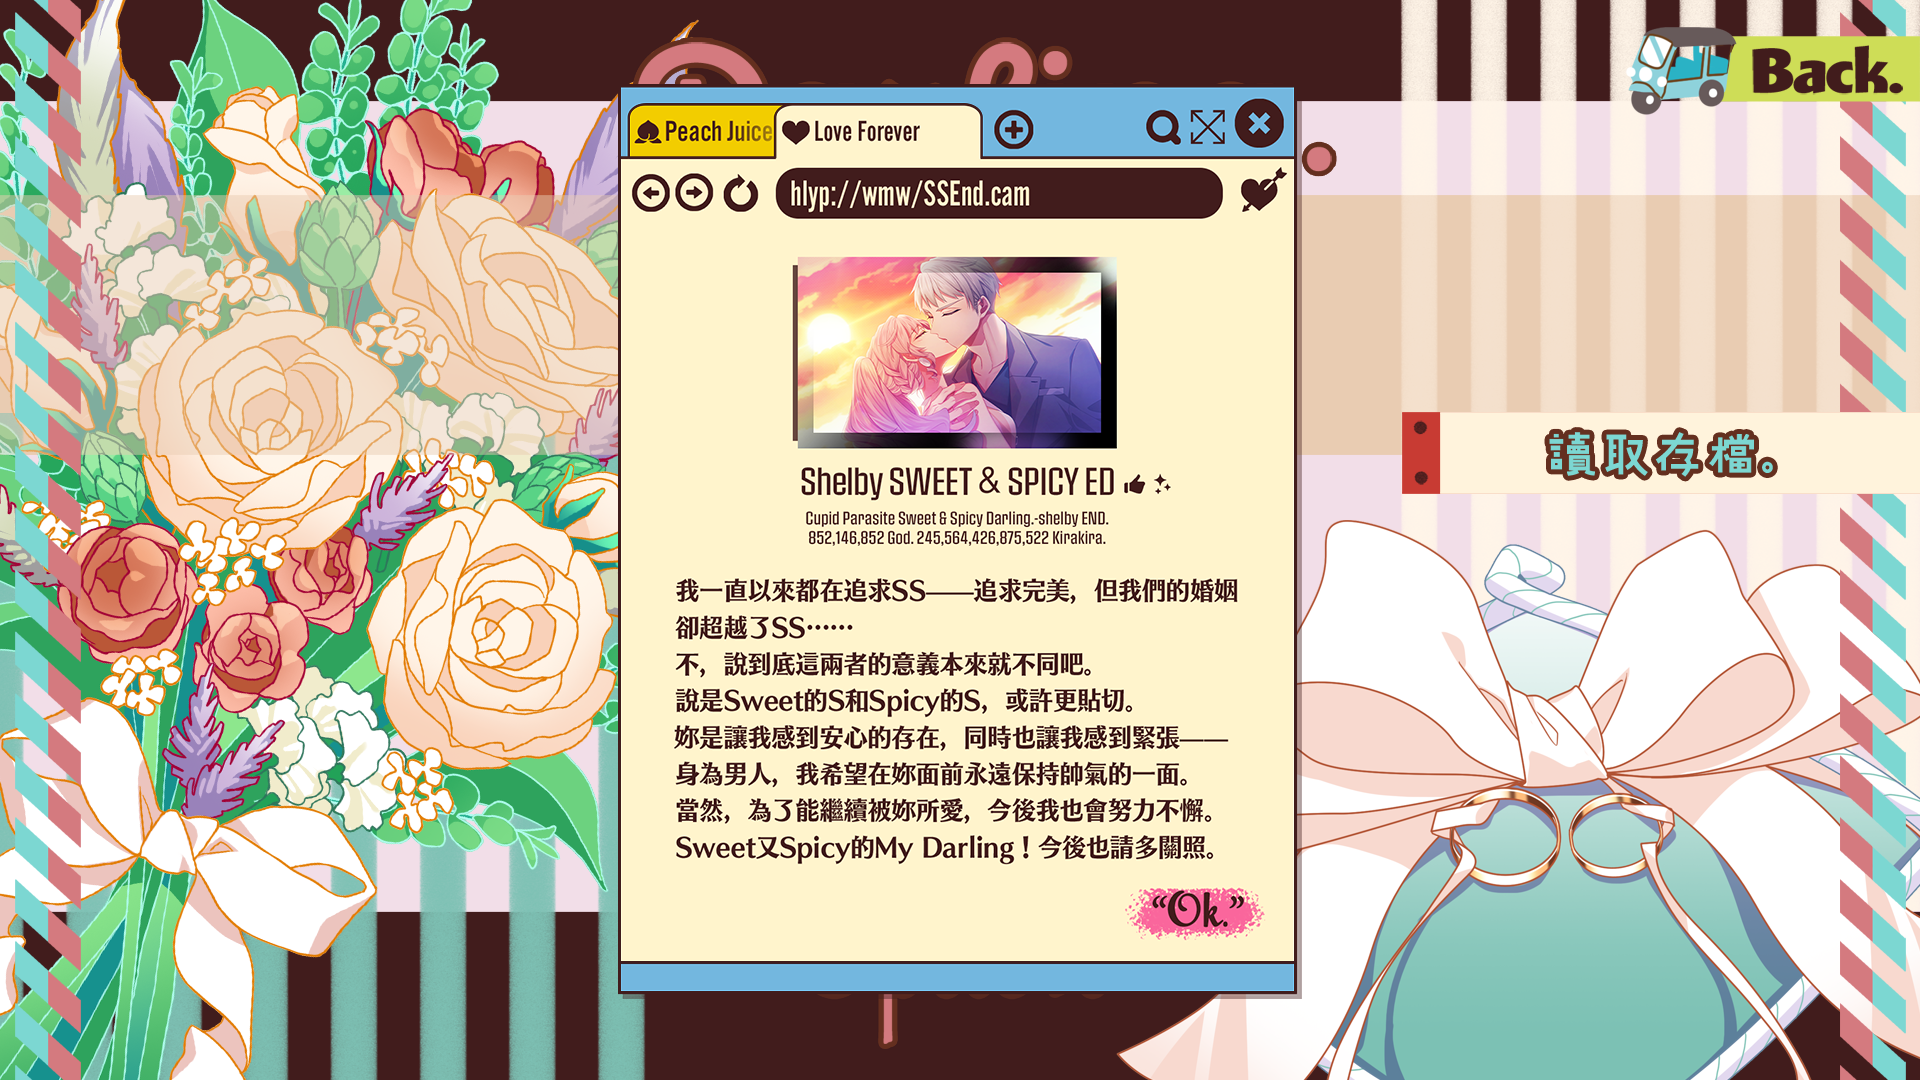 Back.
Peach Juice
Love Forever
hlyp://wmw/SSEnd.cam
Shelby SWEET & SPICY ED
Cupid Parasite Sweet & Spicy Darling.-shelby END.
852,146,852 God. 245,564,426,875,522 Kirakira.
我一直以來都在追求SS——追求完美，但我們的婚姻
卻超越了SS……
不，說到底這兩者的意義本來就不同吧。
說是Sweet的S和Spicy的S，或許更貼切。
妳是讓我感到安心的存在，同時也讓我感到緊張——
身為男人，我希望在妳面前永遠保持帥氣的一面。
當然，為了能繼續被妳所愛，今後我也會努力不懈。
Sweet又Spicy的My Darling！今後也請多關照。
“Ok.”
讀取存檔。